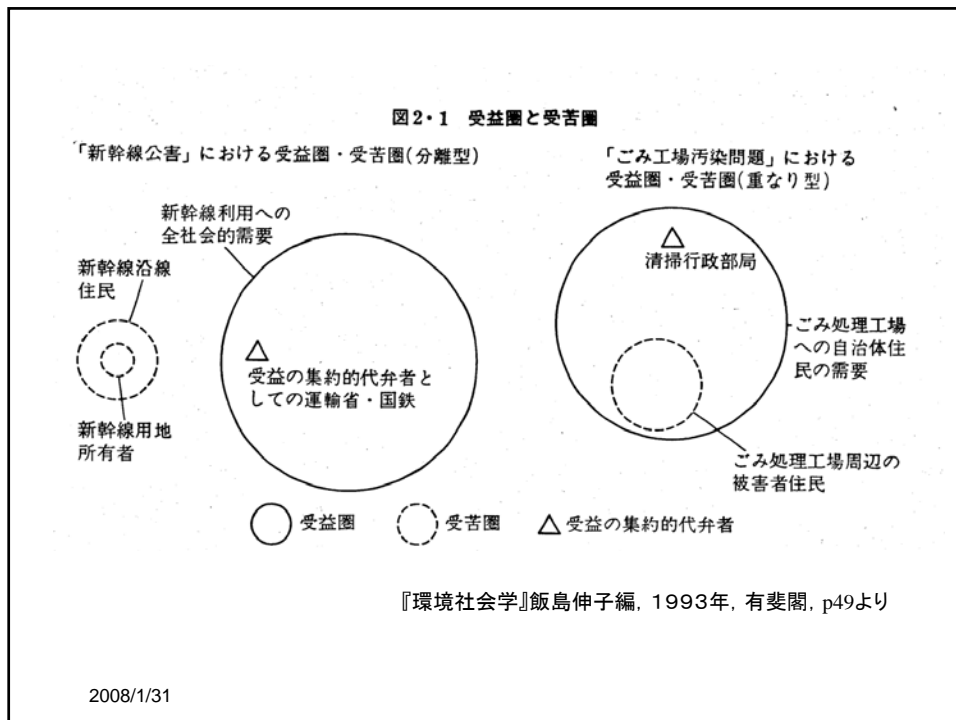 図2・1 受益圏と受苦圏
「新幹線公害」における受益圏・受苦圏(分離型)
新幹線利用への
全社会的需要
新幹線沿線
住民
受益の集約的代弁者と
しての運輸省・国鉄
新幹線用地
所有者
「ごみ工場汚染問題」における
受益圏・受苦圏(重なり型)
清掃行政部局
ごみ処理工場
への自治体住
民の需要
ごみ処理工場周辺の
被害者住民
受益圏 受苦圏 △ 受益の集約的代弁者
『環境社会学』飯島伸子編, 1993年, 有斐閣, p49より
2008/1/31